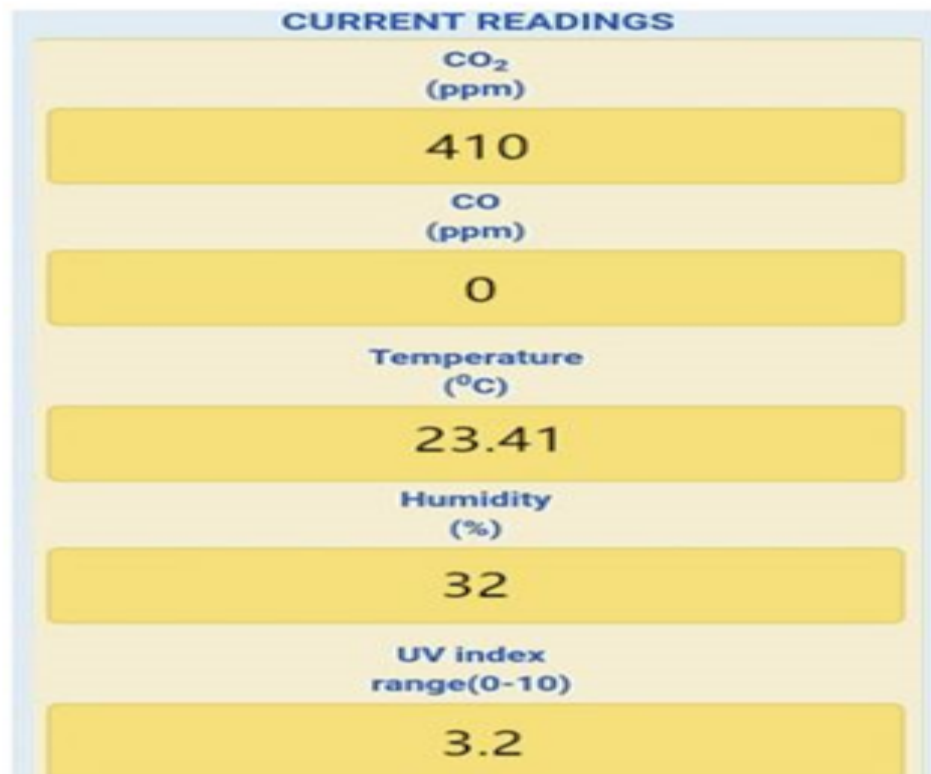 CURRENT READINGS
CO₂
(ppm)
410
CO
(ppm)
0
Temperature
(⁰C)
23.41
Humidity
(%)
32
UV index
range(0-10)
3.2